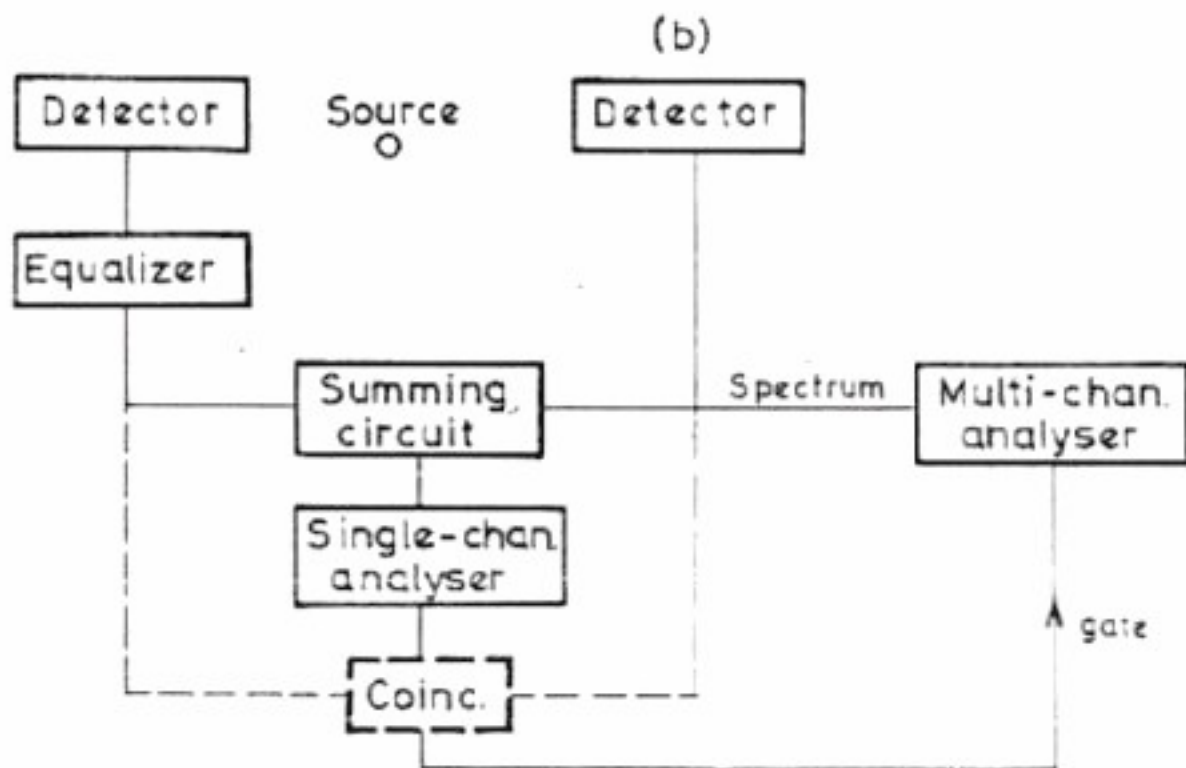 (b)
Detector
Source
Detector
Equalizer
Summing
circuit
Spectrum
Multi-chan.
analyser
Single-chan.
analyser
gate
Coinc.